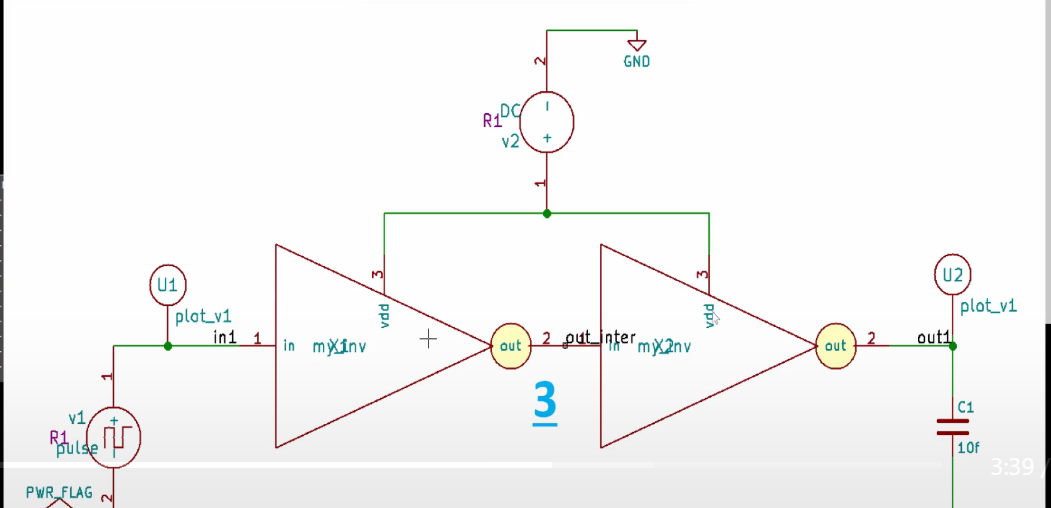 2
GND
DC
R1
v2
1
3
3
U1
plot_v1
vdd
in1
1
in
my_inv
X1
out
2
out_inter
1
in
my_inv
X2
vdd
out
2
out1
U2
plot_v1
3
1
v1
R1
pulse
C1
10f
3:39 /
PWR_FLAG
2